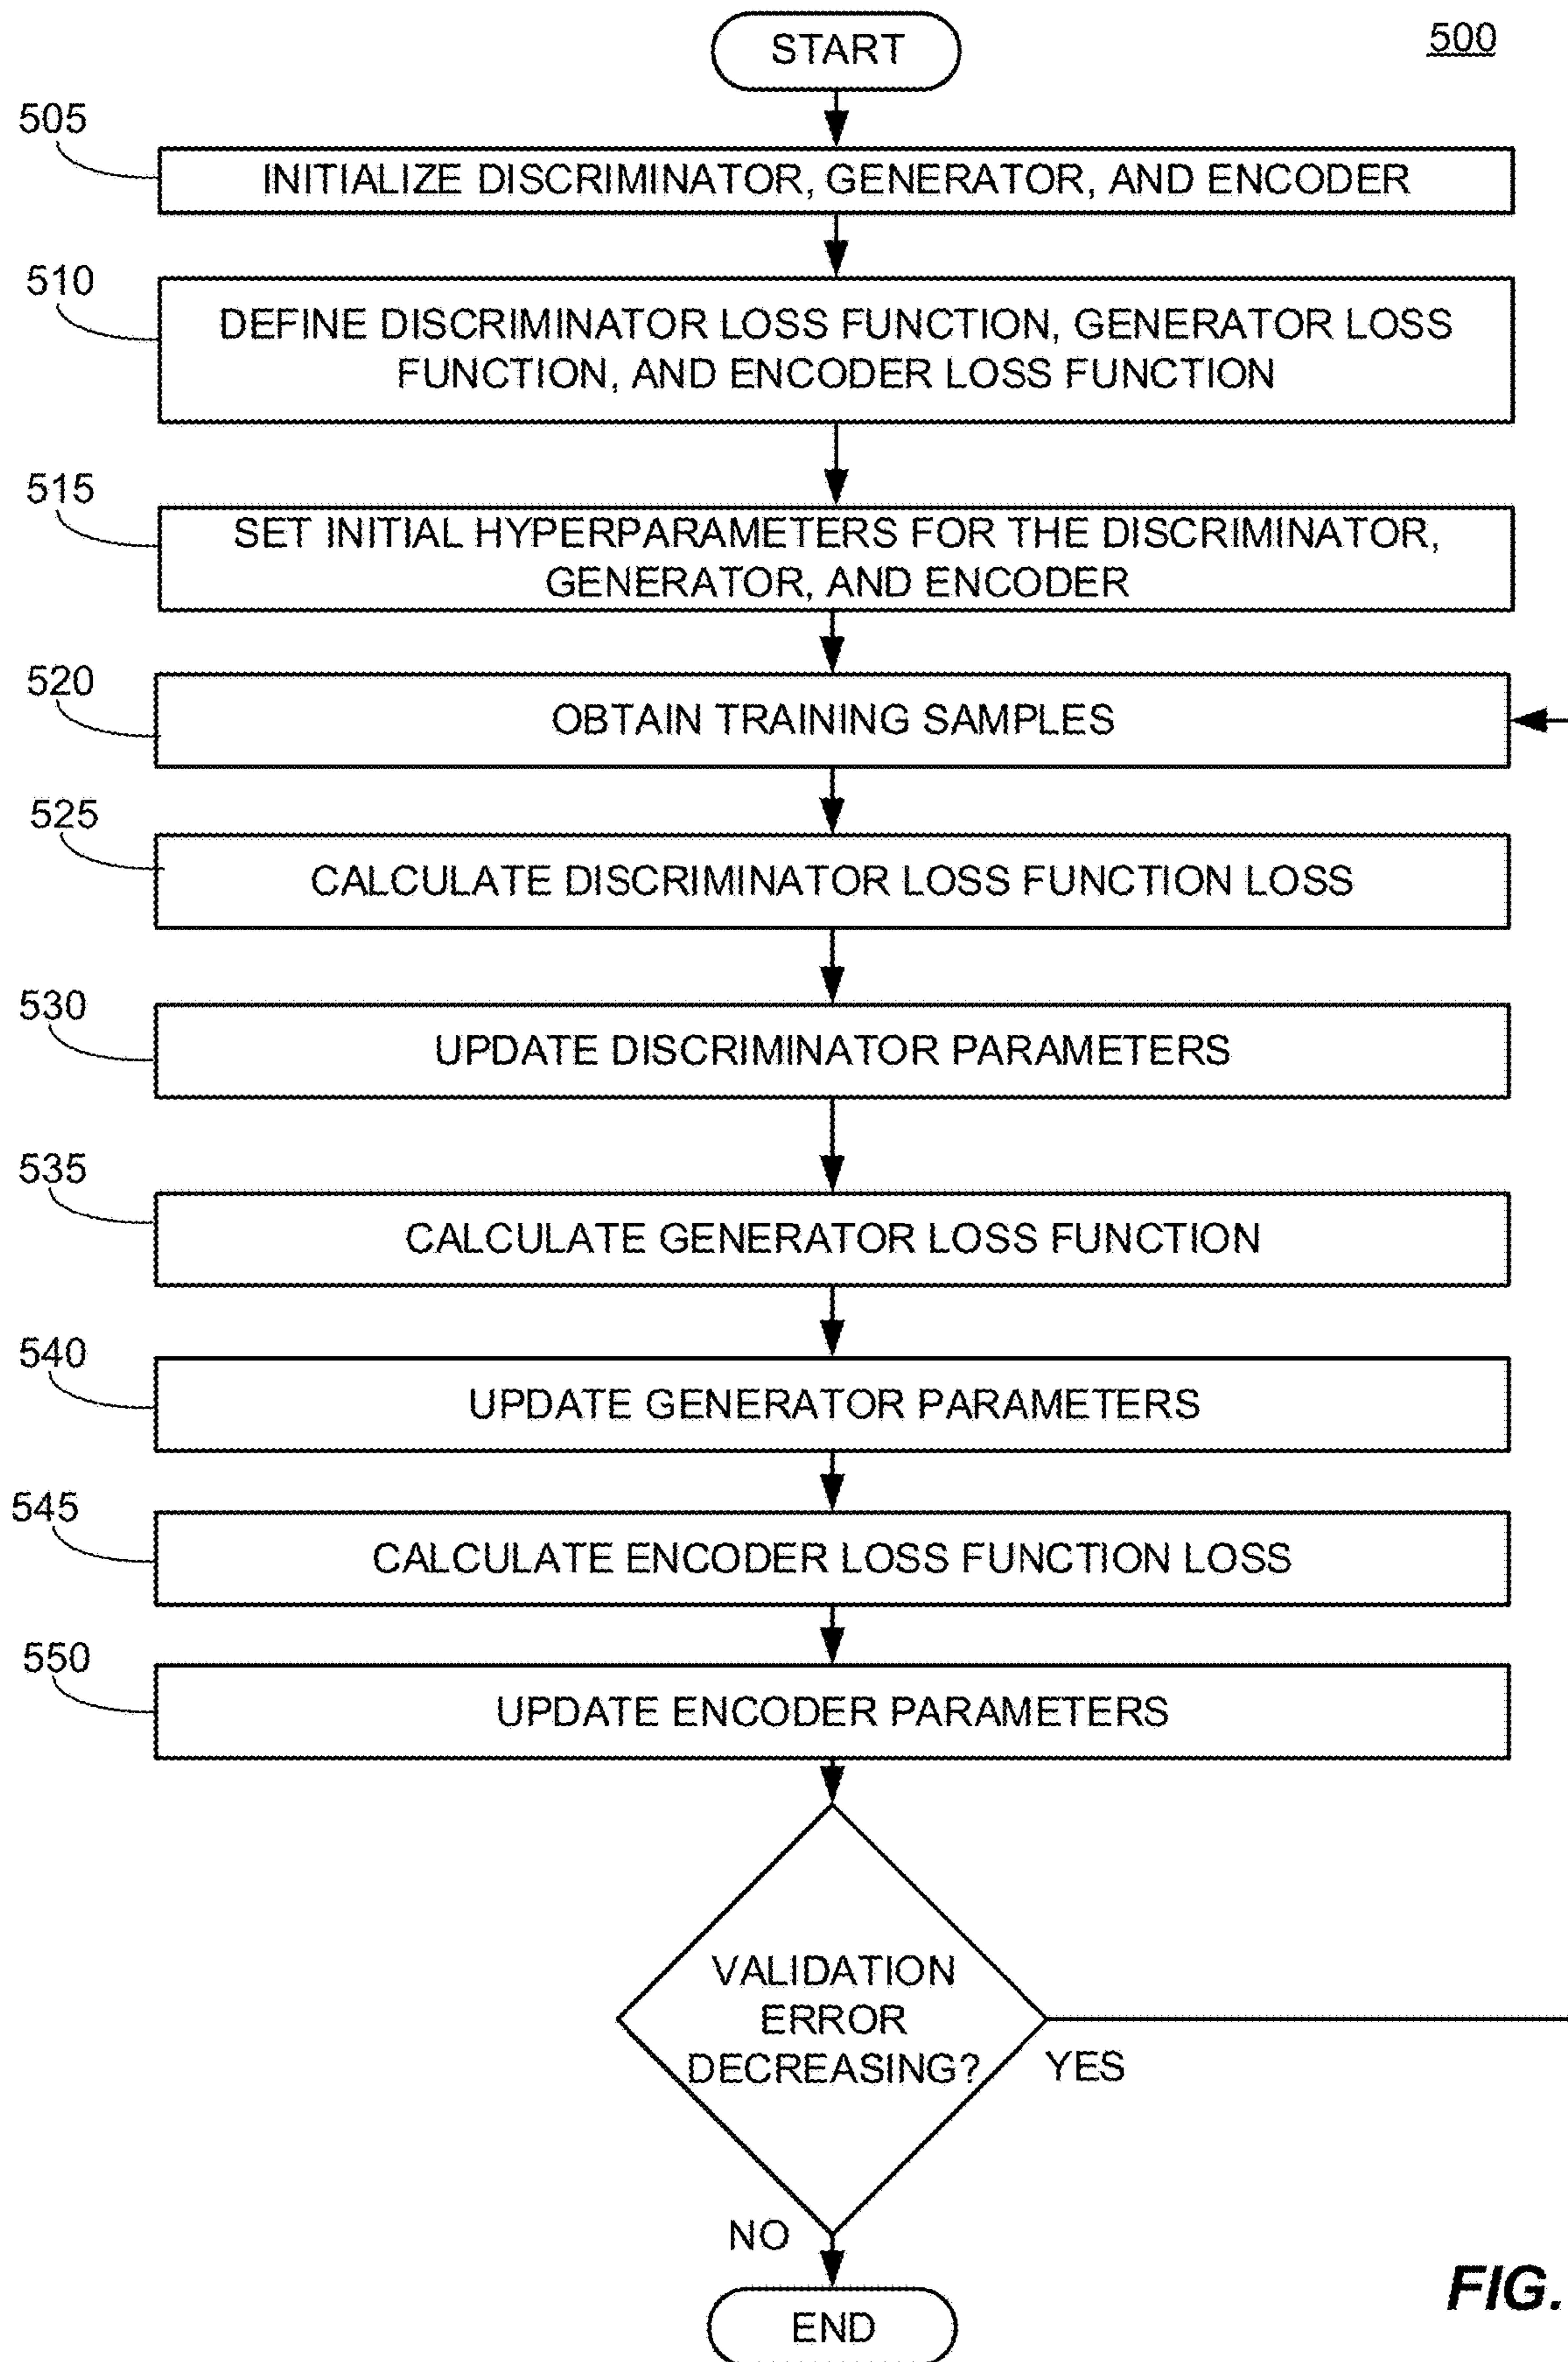 START
500
505
INITIALIZE DISCRIMINATOR, GENERATOR, AND ENCODER
510
DEFINE DISCRIMINATOR LOSS FUNCTION, GENERATOR LOSS
FUNCTION, AND ENCODER LOSS FUNCTION
515
SET INITIAL HYPERPARAMETERS FOR THE DISCRIMINATOR,
GENERATOR, AND ENCODER
520
OBTAIN TRAINING SAMPLES
525
CALCULATE DISCRIMINATOR LOSS FUNCTION LOSS
530
UPDATE DISCRIMINATOR PARAMETERS
535
CALCULATE GENERATOR LOSS FUNCTION
540
UPDATE GENERATOR PARAMETERS
545
CALCULATE ENCODER LOSS FUNCTION LOSS
550
UPDATE ENCODER PARAMETERS
VALIDATION
ERROR
DECREASING?
YES
NO
END
FIG.